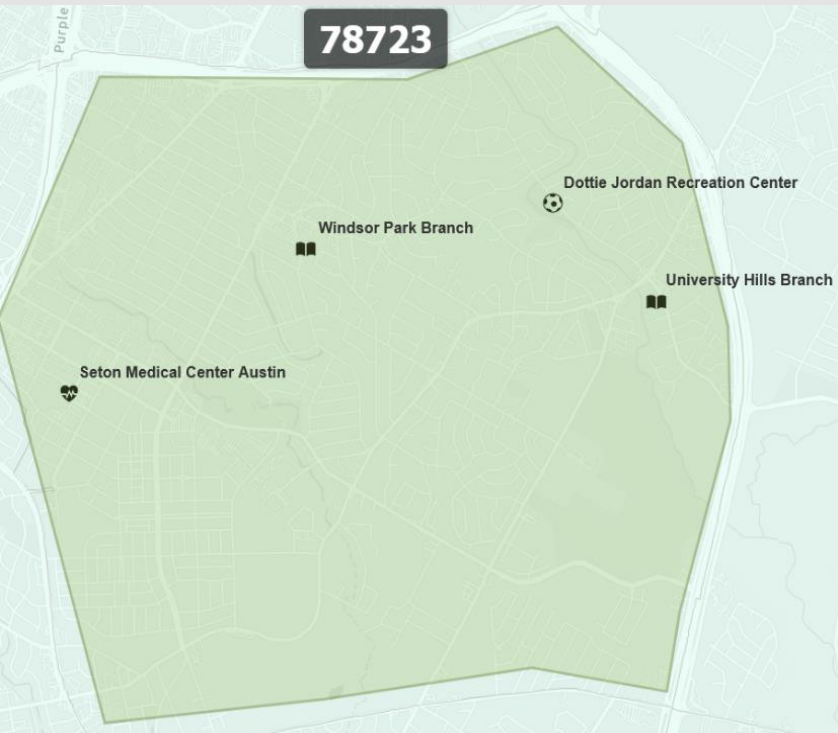 78723
Purple
Dottie Jordan Recreation Center
Windsor Park Branch
University Hills Branch
Seton Medical Center Austin